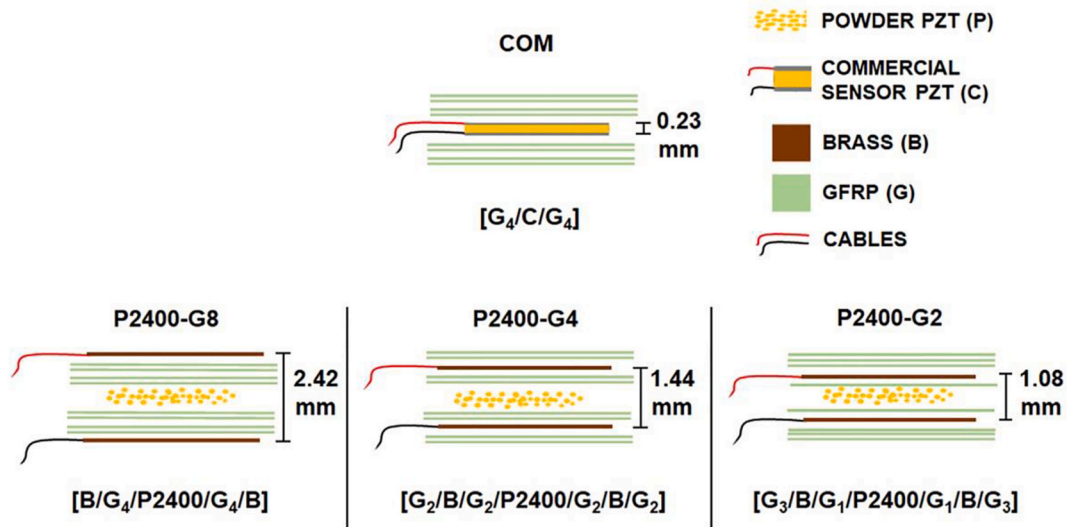 COM
0.23
mm
[G₄/C/G₄]
POWDER PZT (P)
COMMERCIAL
SENSOR PZT (C)
BRASS (B)
GFRP (G)
CABLES
P2400-G8
2.42
mm
[B/G₄/P2400/G₄/B]
P2400-G4
1.44
mm
[G₂/B/G₂/P2400/G₂/B/G₂]
P2400-G2
1.08
mm
[G₃/B/G₁/P2400/G₁/B/G₃]